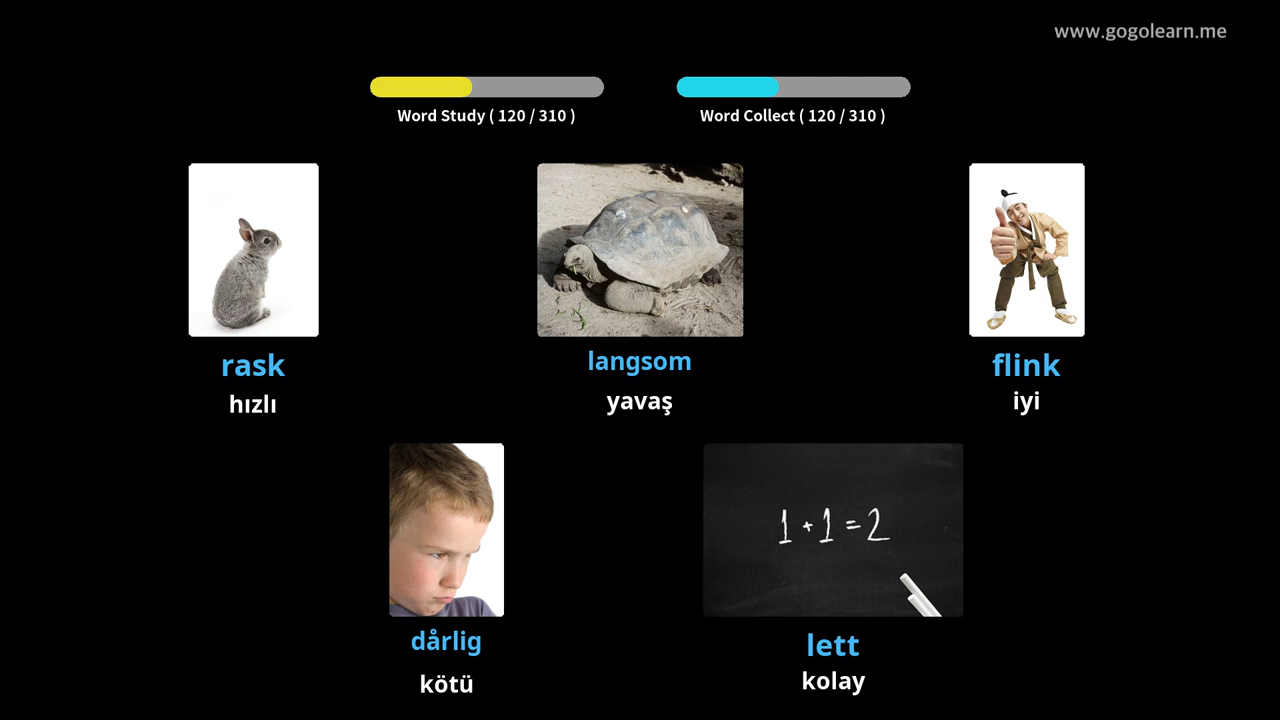 www.gogolearn.me
Word Study ( 120 / 310 )
Word Collect ( 120 / 310 )
rask
hızlı
langsom
yavaş
flink
iyi
dårlig
kötü
1 + 1 = 2
lett
kolay